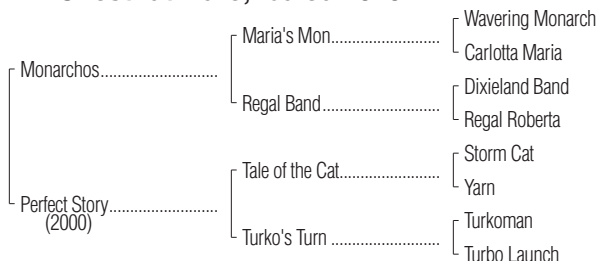 Wavering Monarch
Maria's Mon
Carlotta Maria
Monarchos
Dixieland Band
Regal Band
Regal Roberta
Storm Cat
Tale of the Cat
Yarn
Perfect Story
(2000)
Turkoman
Turko's Turn
Turbo Launch